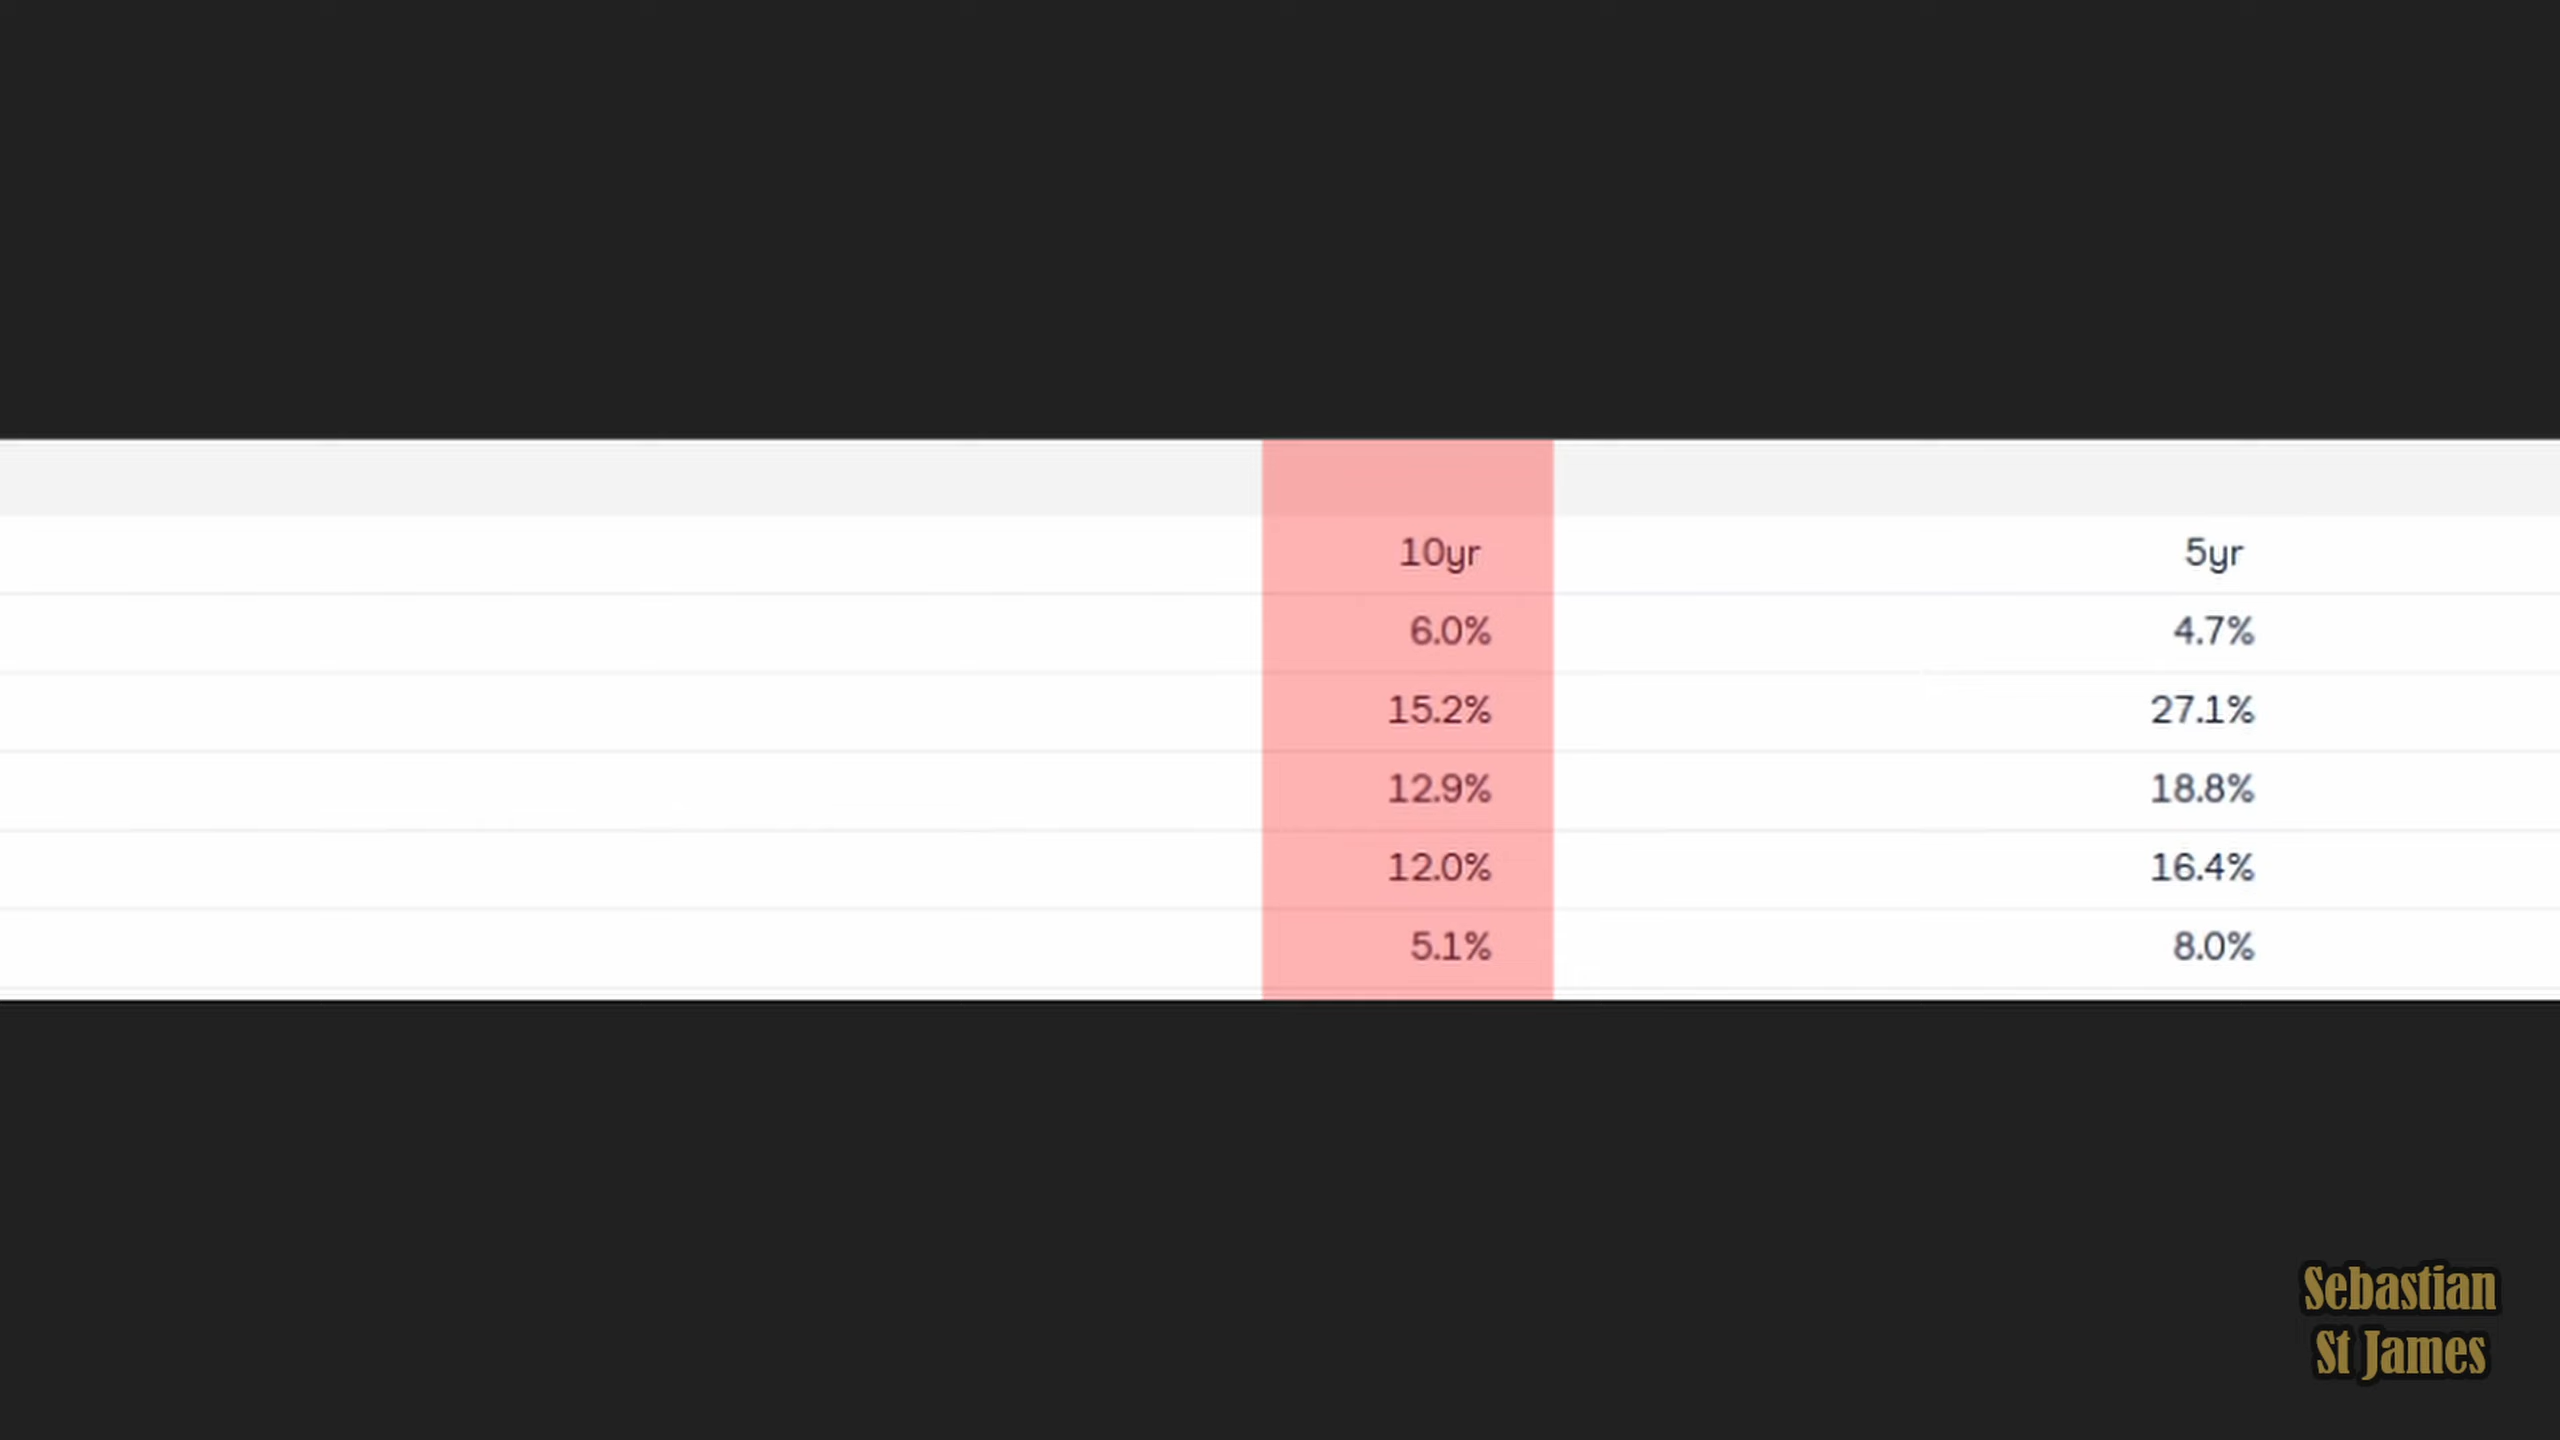 10yr 5yr
6.0% 4.7%
15.2% 27.1%
12.9% 18.8%
12.0% 16.4%
5.1% 8.0%
Sebastian
St James